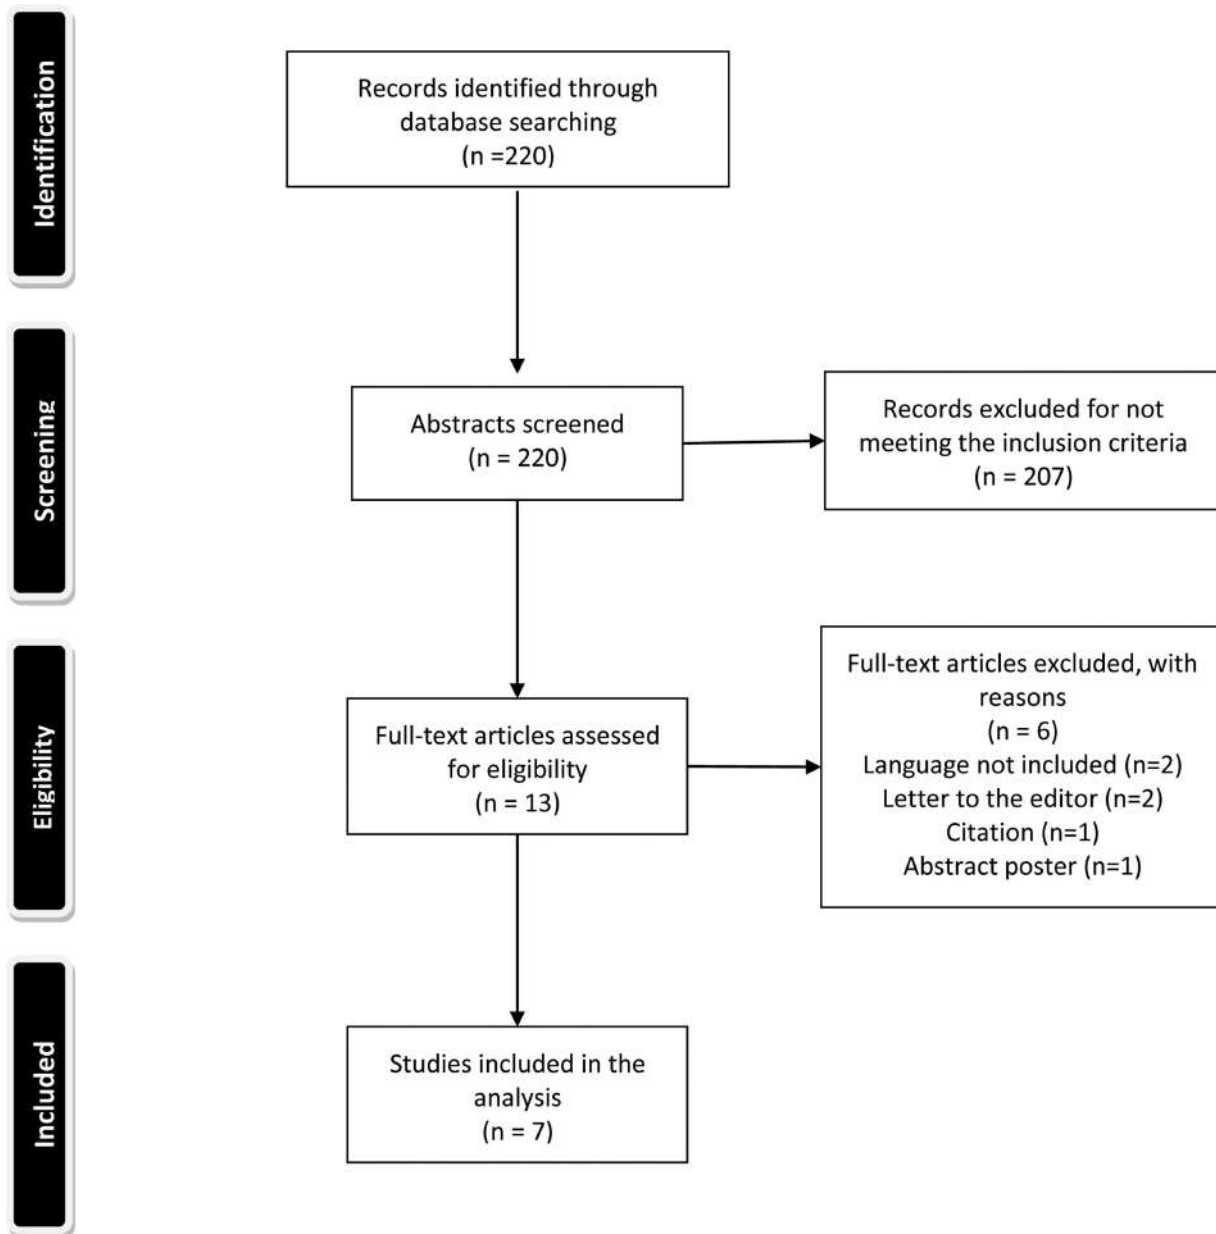 Identification
Records identified through
database searching
(n =220)
Screening
Abstracts screened
(n = 220)
Records excluded for not
meeting the inclusion criteria
(n = 207)
Eligibility
Full-text articles assessed
for eligibility
(n = 13)
Full-text articles excluded, with
reasons
(n = 6)
Language not included (n=2)
Letter to the editor (n=2)
Citation (n=1)
Abstract poster (n=1)
Included
Studies included in the
analysis
(n = 7)